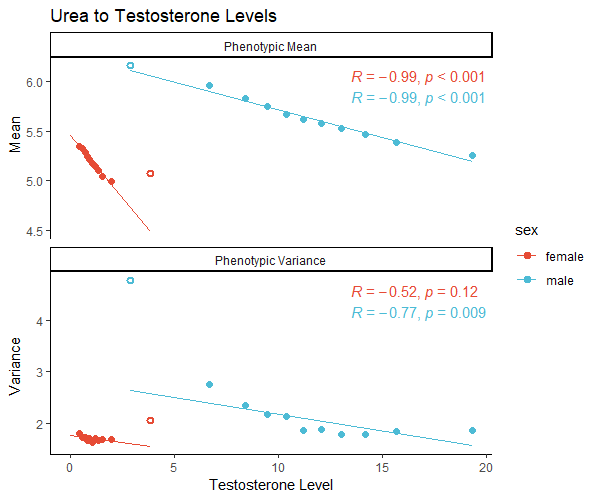 Urea to Testosterone Levels
Phenotypic Mean
R = −0.99, p < 0.001
R = −0.99, p < 0.001
6.0
5.5
5.0
4.5
Mean
Phenotypic Variance
R = −0.52, p = 0.12
R = −0.77, p = 0.009
4
3
2
Variance
0 5 10 15 20
Testosterone Level
sex
female
male